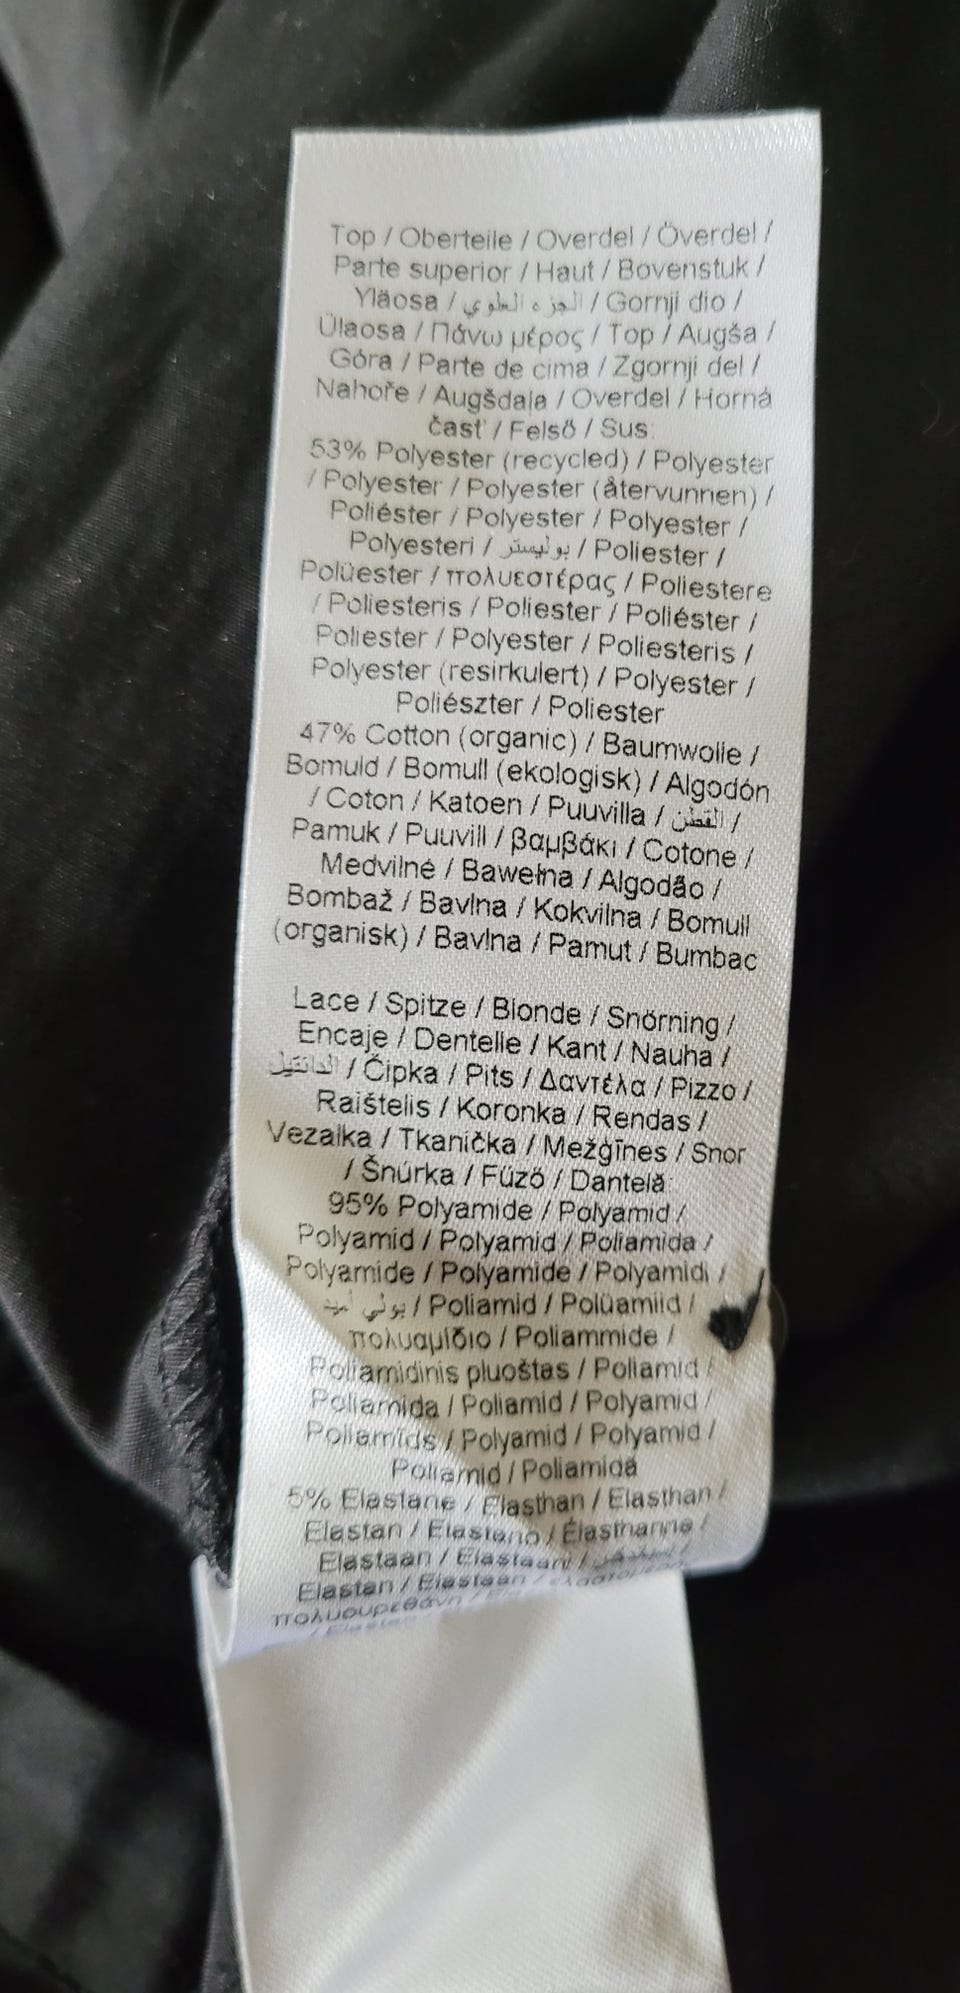 Top / Oberteile / Overdel / Överdel /
Parte superior / Haut / Bovenstuk /
Yläosa / الجزء العلوي / Gornji dio /
Ülaosa / Πάνω μέρος / Top / Augša /
Góra / Parte de cima / Zgornji del /
Nahoře / Augšdaļa / Overdel / Horná
časť / Felső / Sus:
53% Polyester (recycled) / Polyester
/ Polyester / Polyester (återvunnen) /
Poliéster / Polyester / Polyester /
Polyesteri / بوليستر / Poliester /
Polüester / πολυεστέρας / Poliestere
/ Poliesteris / Poliester / Poliéster /
Poliester / Polyester / Poliesteris /
Polyester (resirkulert) / Polyester /
Poliészter / Poliester
47% Cotton (organic) / Baumwolle /
Bomuld / Bomull (ekologisk) / Algodón
/ Coton / Katoen / Puuvilla / القطن /
Pamuk / Puuvill / βαμβάκι / Cotone /
Medvilnė / Bawełna / Algodão /
Bombaž / Bavlna / Kokvilna / Bomull
(organisk) / Bavlna / Pamut / Bumbac
Lace / Spitze / Blonde / Snörning /
Encaje / Dentelle / Kant / Nauha /
الدانتيل / Čipka / Pits / Δαντέλα / Pizzo /
Raištelis / Koronka / Rendas /
Vezalka / Tkanička / Mežģīnes / Snor
/ Šnúrka / Fűző / Dantelă:
95% Polyamide / Polyamid /
Polyamid / Polyamid / Poliamida /
Polyamide / Polyamide / Polyamidi /
بولي أميد / Poliamid / Polüamiid /
πολυαμίδιο / Poliammide /
Poliamidinis pluoštas / Poliamid /
Poliamida / Poliamid / Polyamid /
Poliamīds / Polyamid / Polyamid /
Poliamid / Poliamidă
5% Elastane / Elasthan / Elasthan /
Elastan / Elastano / Élasthanne /
Elastaan / Elastaani /
Elastan / Elastaan /
πολυουρεθάνη /
/ Elastan